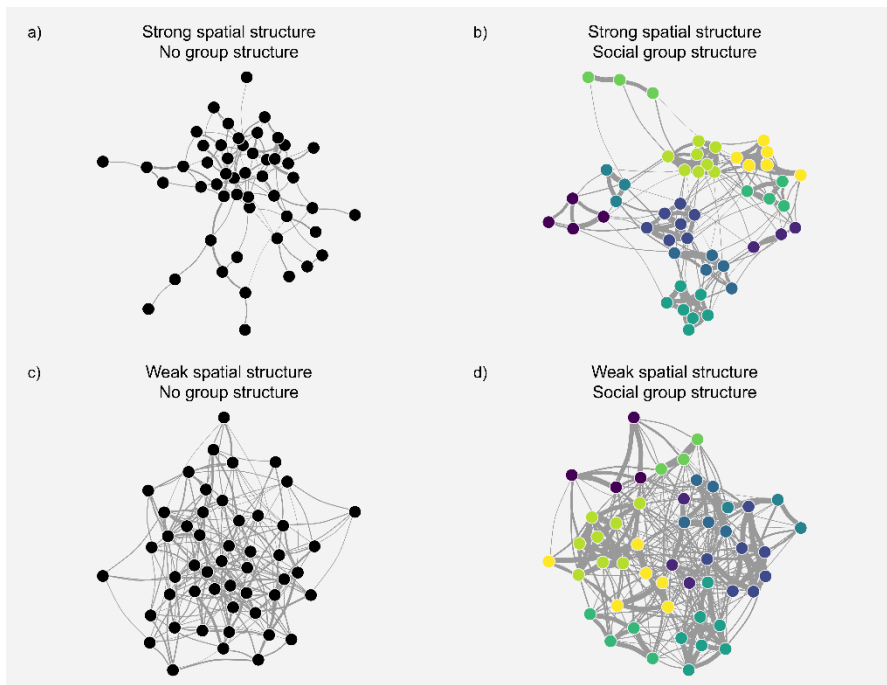 a)
Strong spatial structure
No group structure
b)
Strong spatial structure
Social group structure
c)
Weak spatial structure
No group structure
d)
Weak spatial structure
Social group structure